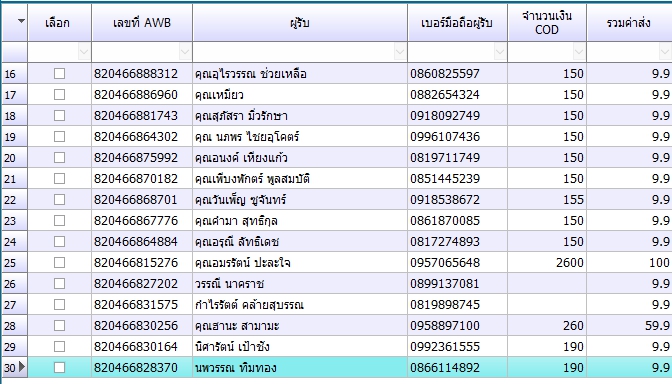 เลือก เลขที่ AWB ผู้รับ เบอร์มือถือผู้รับ จำนวนเงิน COD รวมค่าส่ง
16 820466888312 คุณอุไรวรรณ ช่วยเหลือ 0860825597 150 9.9
17 820466886960 คุณเหมียว 0882654324 150 9.9
18 820466881743 คุณสุภัสรา มิ่วรักษา 0918092749 150 9.9
19 820466864302 คุณ นภพร ไชยอุโคตร์ 0996107436 150 9.9
20 820466875992 คุณอนงค์ เหี่ยงแก้ว 0819711749 150 9.9
21 820466870182 คุณเพียงพักตร์ พูลสมบัติ 0851445239 150 9.9
22 820466868701 คุณวันเพ็ญ ชูจันทร์ 0918538672 155 9.9
23 820466867776 คุณคำมา สุทธิกุล 0861870085 150 9.9
24 820466864884 คุณอรุณี ลัทธิเดช 0817274893 150 9.9
25 820466815276 คุณอมรรัตน์ ปะละใจ 0957065648 2600 100
26 820466827202 วรรณี นาคราช 0899137081 9.9
27 820466831575 กำไรรัตต์ คล้ายสุบรรณ 0819898745 9.9
28 820466830256 คุณฮานะ สามามะ 0958897100 260 59.9
29 820466830164 นิศารัตน์ เป้าชัง 0992361555 190 9.9
30 820466828370 นพวรรณ ทิมทอง 0866114892 190 9.9